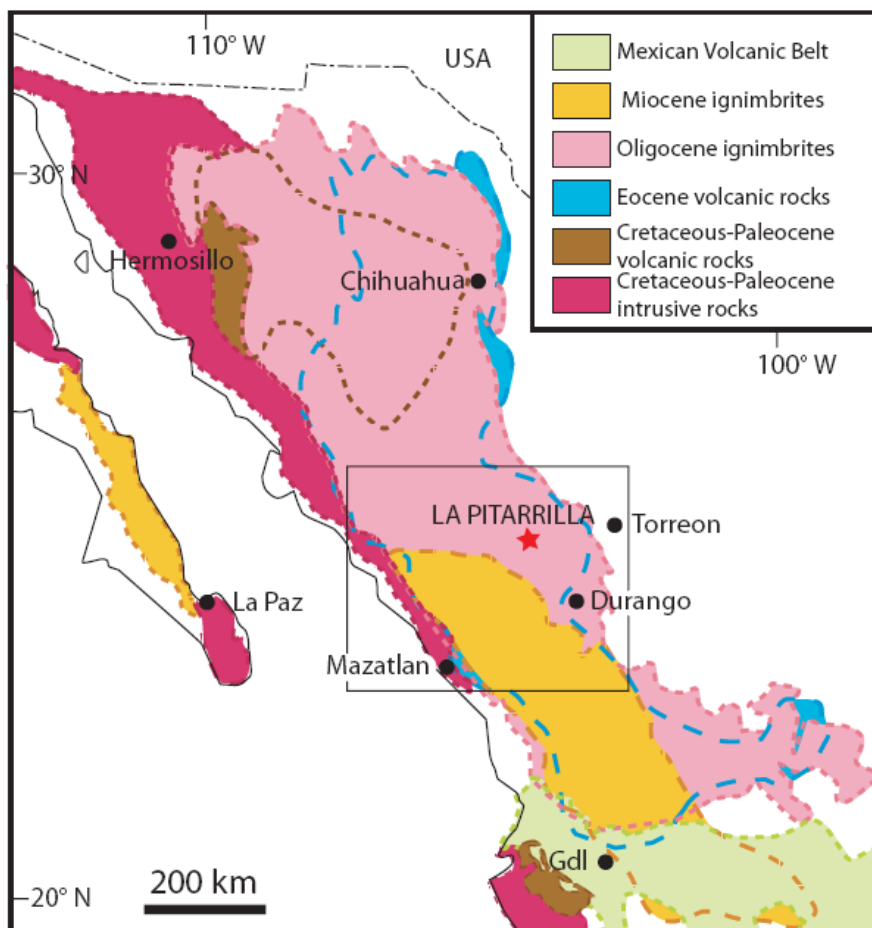 110° W
USA
Mexican Volcanic Belt
Miocene ignimbrites
Oligocene ignimbrites
Eocene volcanic rocks
Cretaceous-Paleocene
volcanic rocks
Cretaceous-Paleocene
intrusive rocks
30° N
Hermosillo
Chihuahua
100° W
LA PITARRILLA
Torreon
La Paz
Durango
Mazatlan
Gdl
200 km
20° N